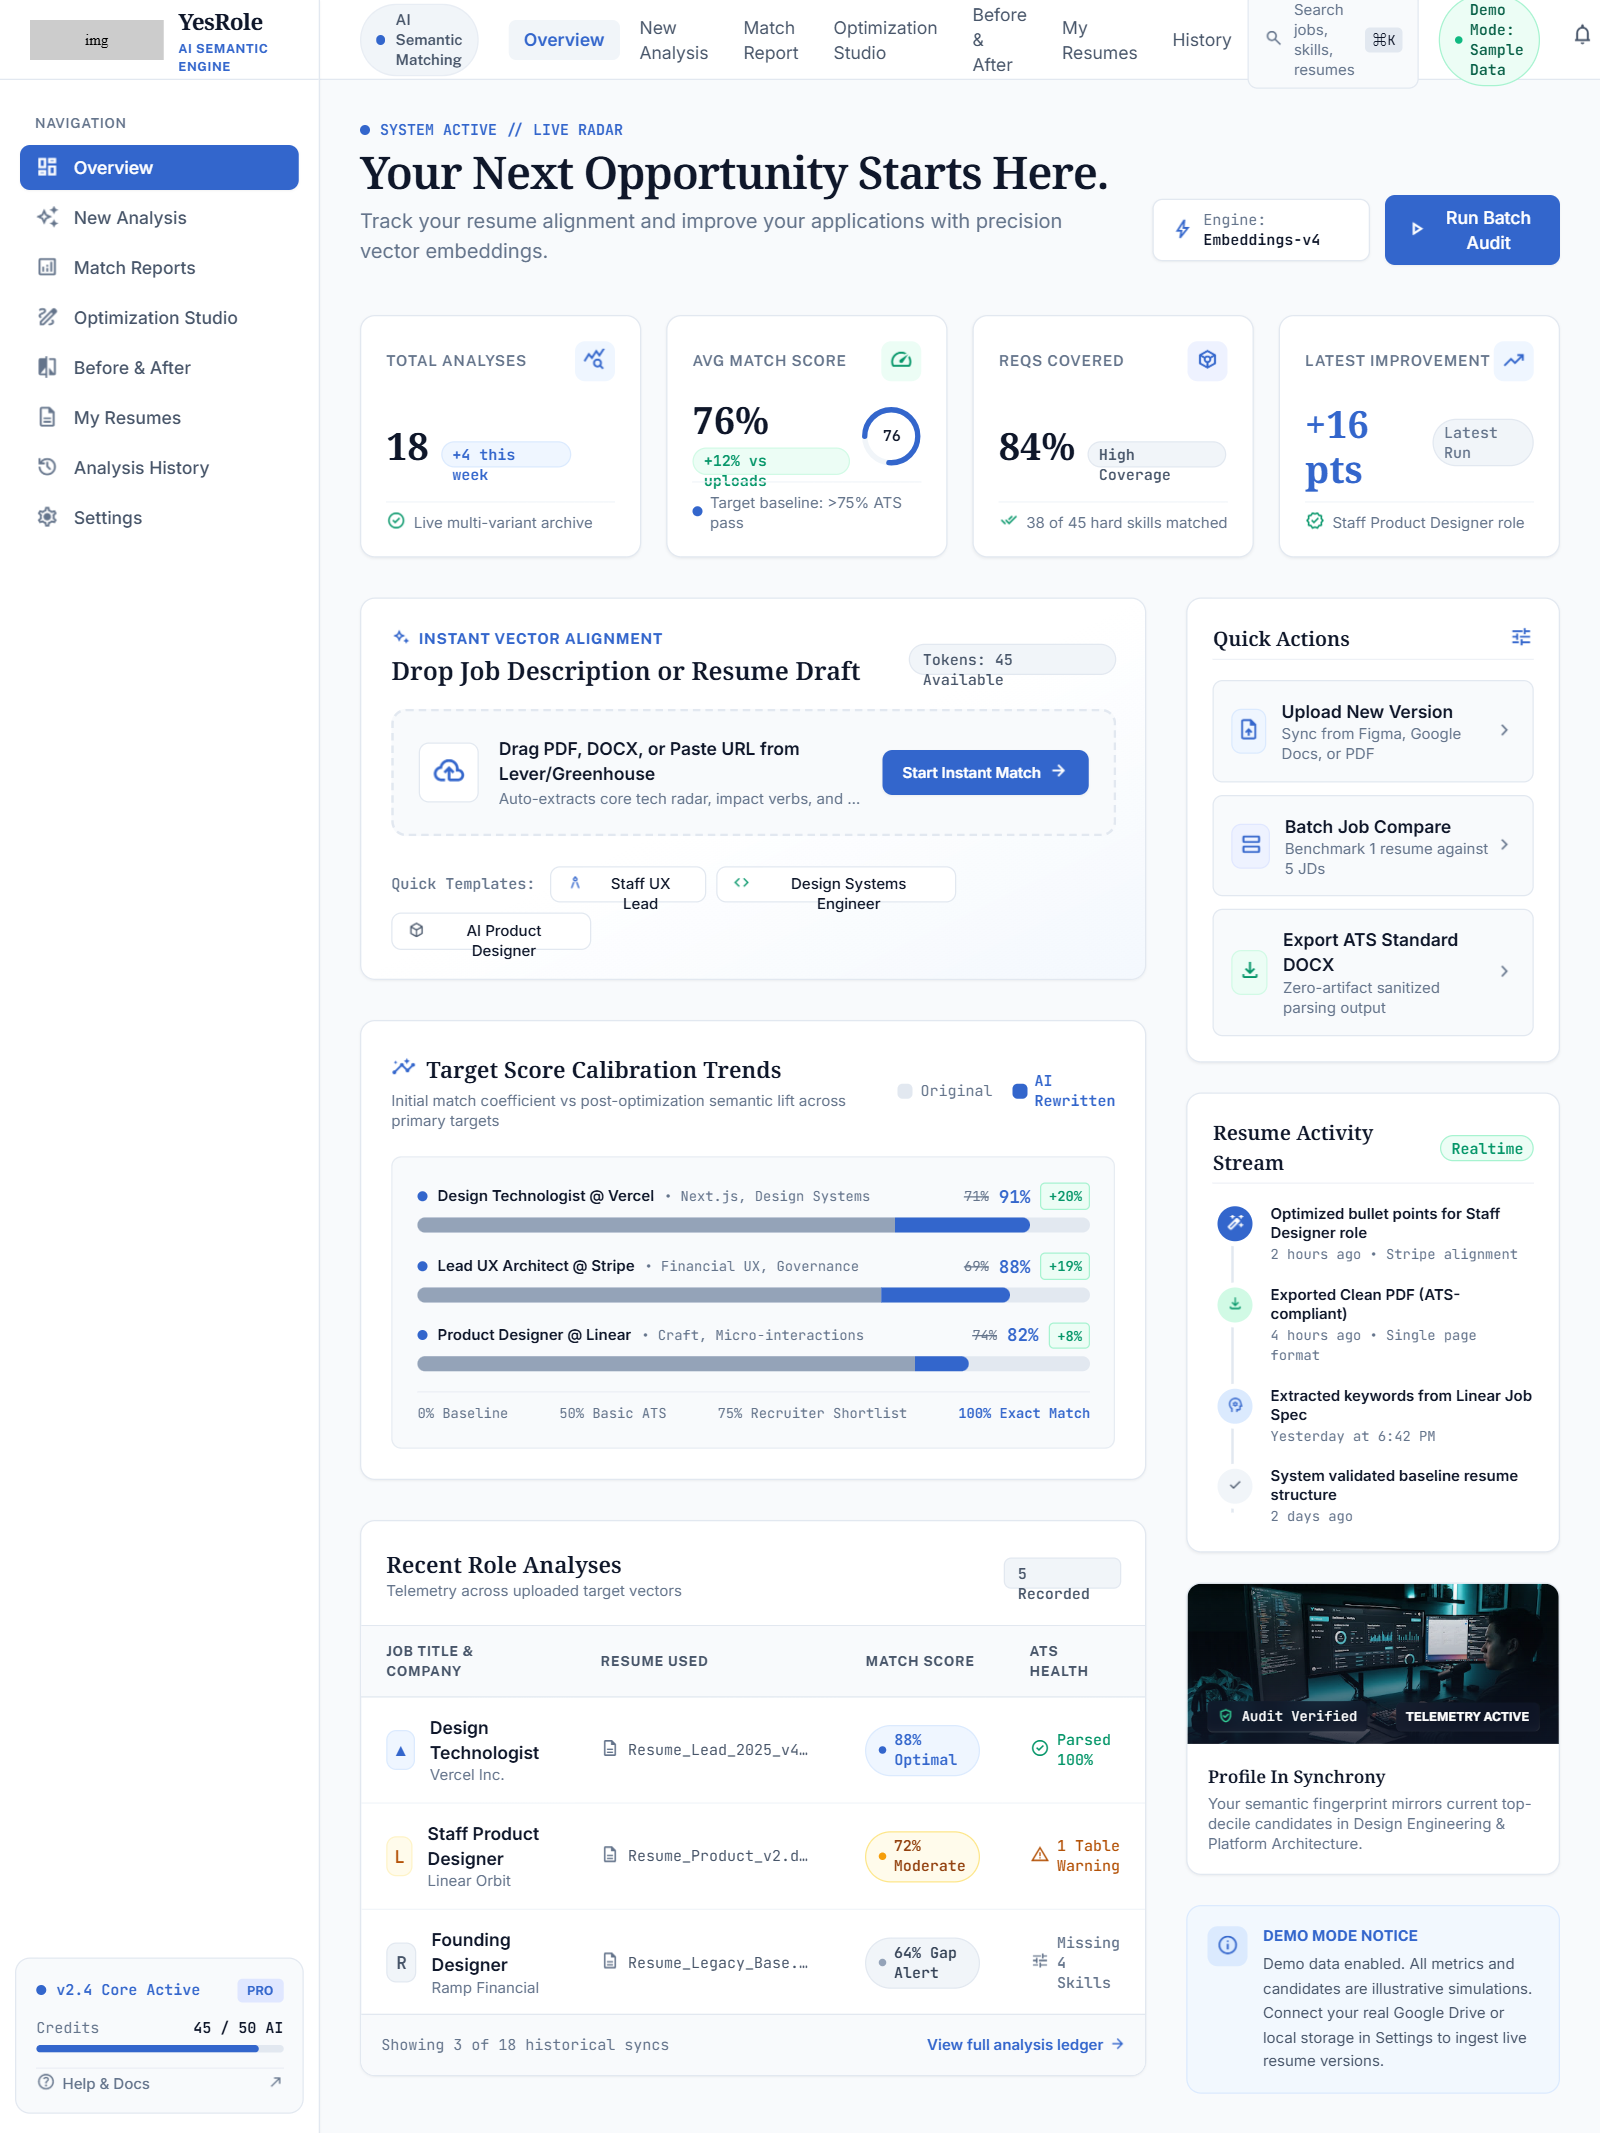 img
YesRole
AI SEMANTIC
ENGINE
AI
Semantic
Matching
Overview
New
Analysis
Match
Report
Optimization
Studio
Before
&
After
My
Resumes
History
Search
jobs,
skills,
resumes
⌘K
Demo
Mode:
Sample
Data
NAVIGATION
Overview
New Analysis
Match Reports
Optimization Studio
Before & After
My Resumes
Analysis History
Settings
v2.4 Core Active
PRO
Credits
45 / 50 AI
Help & Docs
SYSTEM ACTIVE // LIVE RADAR
Your Next Opportunity Starts Here.
Track your resume alignment and improve your applications with precision
vector embeddings.
Engine:
Embeddings-v4
Run Batch
Audit
TOTAL ANALYSES
18
+4 this
week
Live multi-variant archive
AVG MATCH SCORE
76%
+12% vs
uploads
76
Target baseline: >75% ATS
pass
REQS COVERED
84%
High
Coverage
38 of 45 hard skills matched
LATEST IMPROVEMENT
+16
pts
Latest
Run
Staff Product Designer role
INSTANT VECTOR ALIGNMENT
Drop Job Description or Resume Draft
Tokens: 45
Available
Drag PDF, DOCX, or Paste URL from
Lever/Greenhouse
Auto-extracts core tech radar, impact verbs, and ...
Start Instant Match
Quick Templates:
Staff UX
Lead
Design Systems
Engineer
AI Product
Designer
Target Score Calibration Trends
Initial match coefficient vs post-optimization semantic lift across
primary targets
Original
AI
Rewritten
Design Technologist @ Vercel • Next.js, Design Systems
71% 91% +20%
Lead UX Architect @ Stripe • Financial UX, Governance
69% 88% +19%
Product Designer @ Linear • Craft, Micro-interactions
74% 82% +8%
0% Baseline
50% Basic ATS
75% Recruiter Shortlist
100% Exact Match
Recent Role Analyses
Telemetry across uploaded target vectors
5
Recorded
JOB TITLE &
COMPANY
RESUME USED
MATCH SCORE
ATS
HEALTH
▲
Design
Technologist
Vercel Inc.
Resume_Lead_2025_v4…
88%
Optimal
Parsed
100%
L
Staff Product
Designer
Linear Orbit
Resume_Product_v2.d…
72%
Moderate
1 Table
Warning
R
Founding
Designer
Ramp Financial
Resume_Legacy_Base.…
64% Gap
Alert
Missing
4
Skills
Showing 3 of 18 historical syncs
View full analysis ledger
Quick Actions
Upload New Version
Sync from Figma, Google
Docs, or PDF
Batch Job Compare
Benchmark 1 resume against
5 JDs
Export ATS Standard
DOCX
Zero-artifact sanitized
parsing output
Resume Activity
Stream
Realtime
Optimized bullet points for Staff
Designer role
2 hours ago • Stripe alignment
Exported Clean PDF (ATS-
compliant)
4 hours ago • Single page
format
Extracted keywords from Linear Job
Spec
Yesterday at 6:42 PM
System validated baseline resume
structure
2 days ago
Audit Verified
TELEMETRY ACTIVE
Profile In Synchrony
Your semantic fingerprint mirrors current top-
decile candidates in Design Engineering &
Platform Architecture.
DEMO MODE NOTICE
Demo data enabled. All metrics and
candidates are illustrative simulations.
Connect your real Google Drive or
local storage in Settings to ingest live
resume versions.